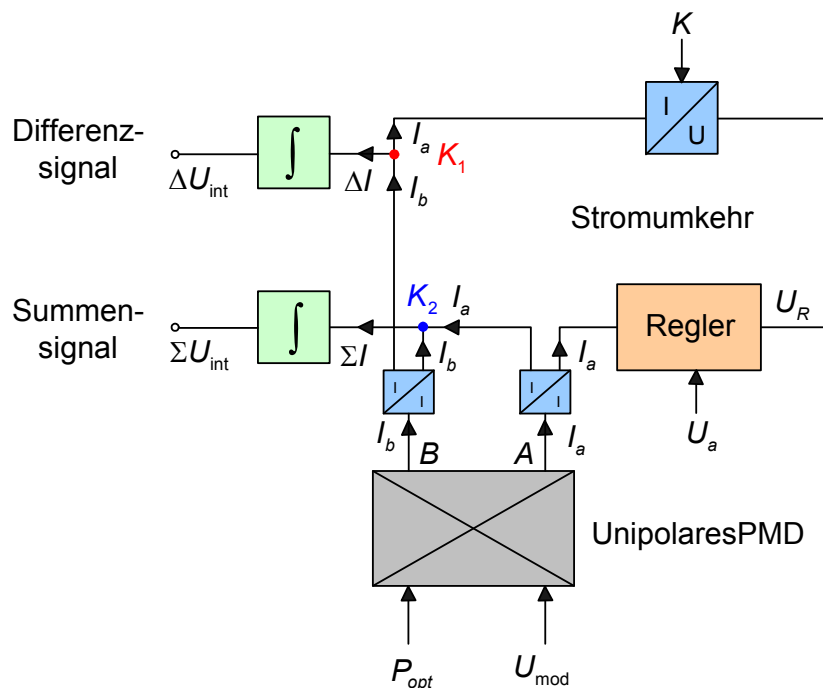 K
I
U
Differenz-
signal
∫
ΔU_int
ΔI
I_a
K_1
I_b
Stromumkehr
Summen-
signal
∫
ΣU_int
ΣI
K_2
I_a
I_b
I_a
Regler
U_R
U_a
I
I
I
I
I_b
B
A
I_a
UnipolaresPMD
P_opt
U_mod